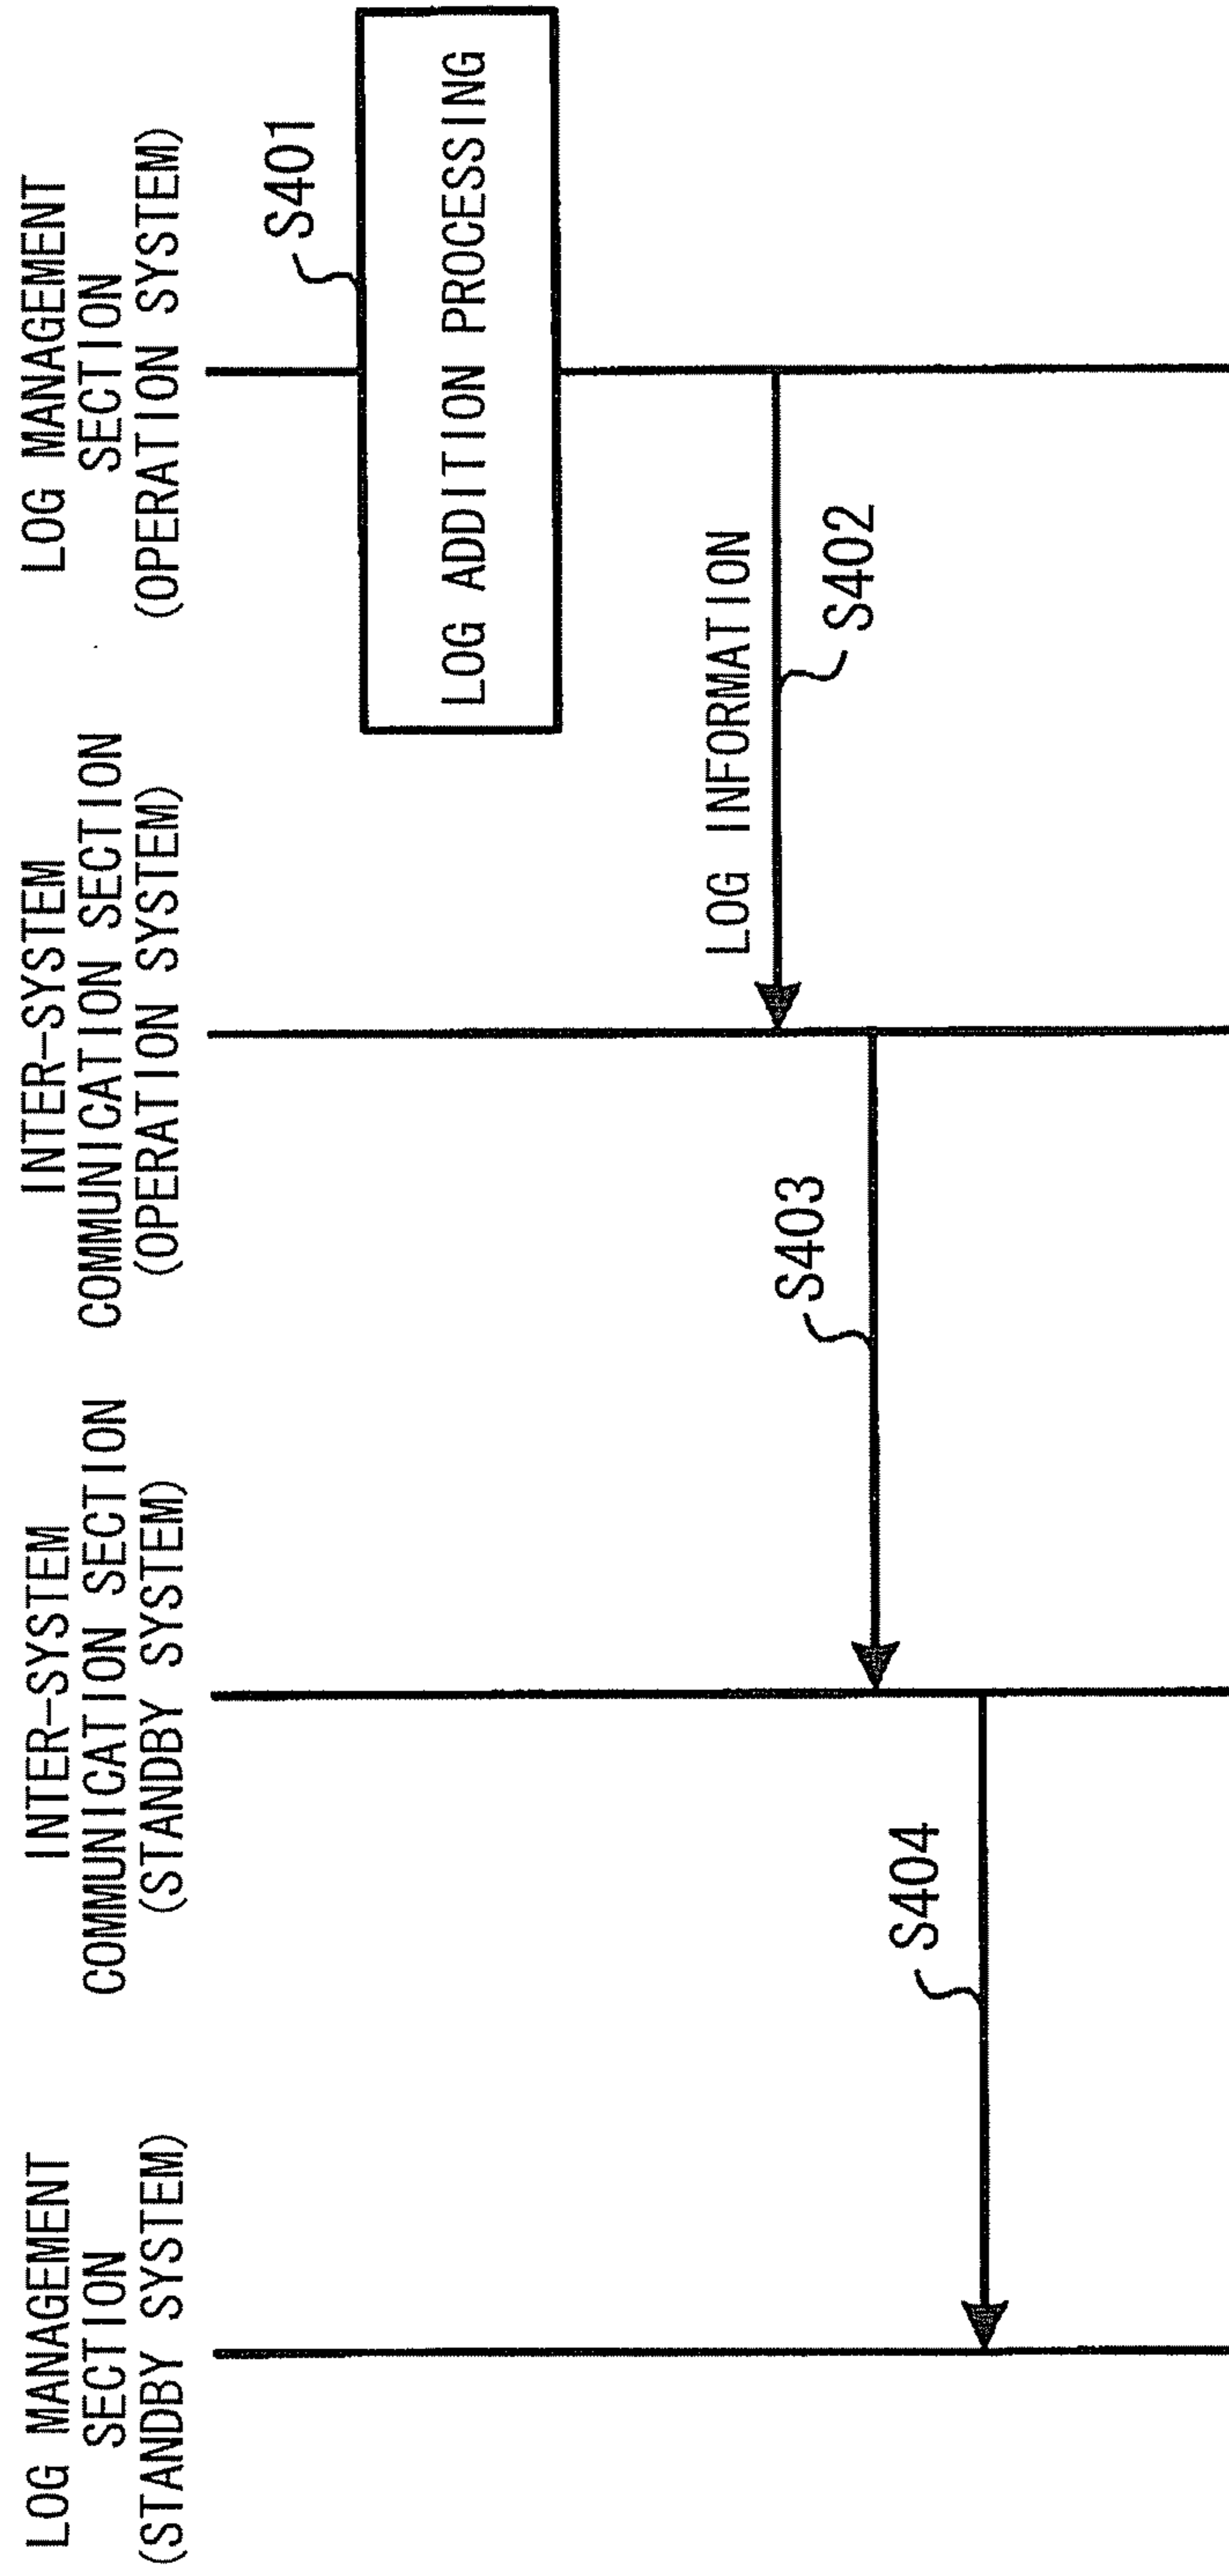 LOG MANAGEMENT
SECTION
(STANDBY SYSTEM)
INTER-SYSTEM
COMMUNICATION SECTION
(STANDBY SYSTEM)
INTER-SYSTEM
COMMUNICATION SECTION
(OPERATION SYSTEM)
LOG MANAGEMENT
SECTION
(OPERATION SYSTEM)
S401
LOG ADDITION PROCESSING
LOG INFORMATION
S402
S403
S404